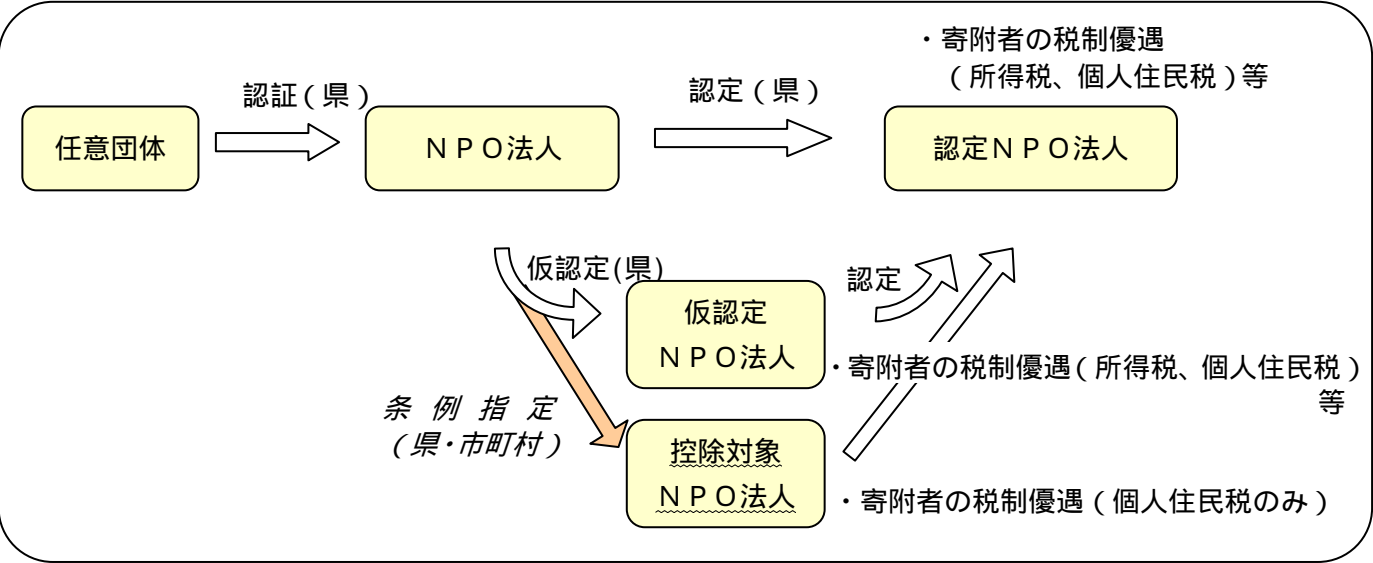 ・寄附者の税制優遇
（所得税、個人住民税）等
認証（県）
認定（県）
任意団体
ＮＰＯ法人
認定ＮＰＯ法人
仮認定(県)
認定
仮認定
ＮＰＯ法人
・寄附者の税制優遇（所得税、個人住民税）
等
条 例 指 定
（県・市町村）
控除対象
ＮＰＯ法人
・寄附者の税制優遇（個人住民税のみ）